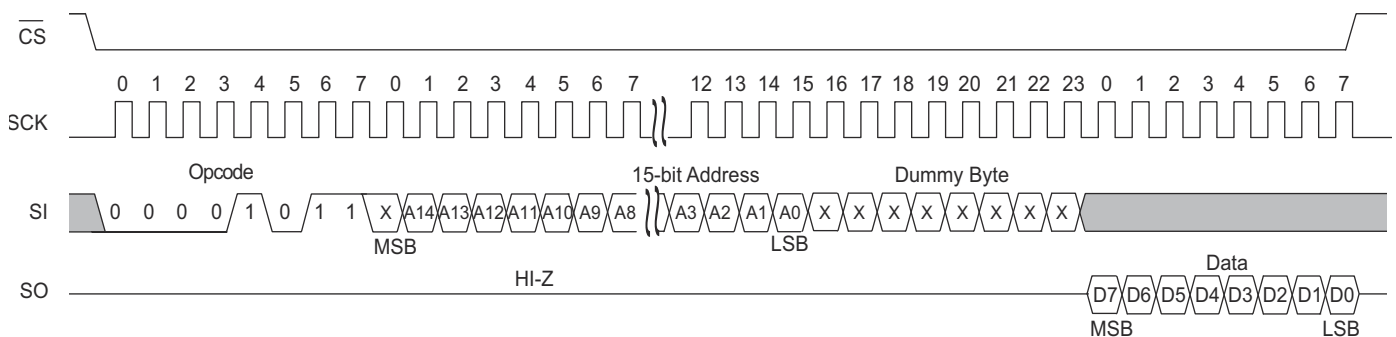 CS
0 1 2 3 4 5 6 7 0 1 2 3 4 5 6 7 12 13 14 15 16 17 18 19 20 21 22 23 0 1 2 3 4 5 6 7
SCK
Opcode 15-bit Address Dummy Byte
SI 0 0 0 0 1 0 1 1 X A14 A13 A12 A11 A10 A9 A8 A3 A2 A1 A0 X X X X X X X X
MSB LSB
HI-Z Data
SO D7 D6 D5 D4 D3 D2 D1 D0
MSB LSB